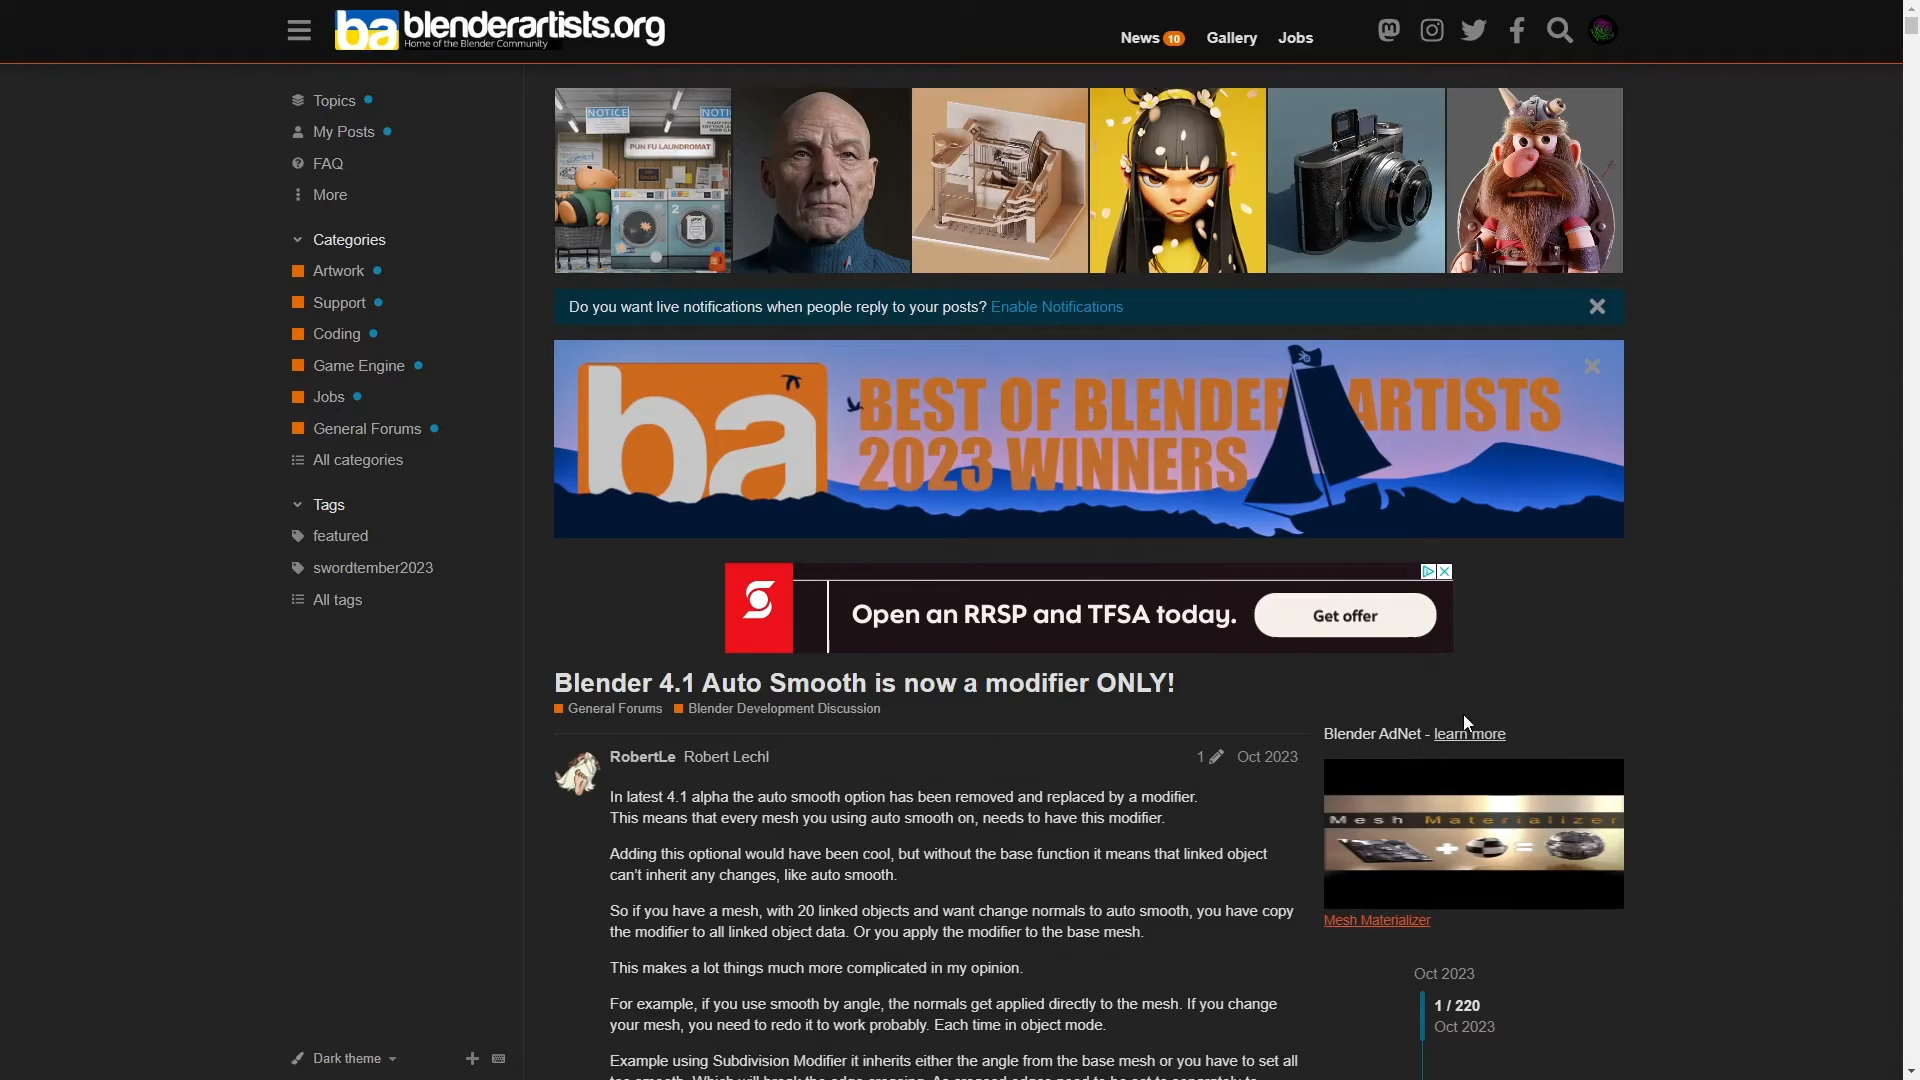 ba blenderartists.org
Home of the Blender Community
News 10 Gallery Jobs
Topics
My Posts
FAQ
More
Categories
Artwork
Support
Coding
Game Engine
Jobs
General Forums
All categories
Tags
featured
swordtember2023
All tags
Dark theme
NOTICE
PUN FU LAUNDROMAT
1 2
Do you want live notifications when people reply to your posts? Enable Notifications
ba BEST OF BLENDER ARTISTS
2023 WINNERS
Open an RRSP and TFSA today. Get offer
Blender 4.1 Auto Smooth is now a modifier ONLY!
General Forums Blender Development Discussion
RobertLe Robert Lechl 1 Oct 2023
In latest 4.1 alpha the auto smooth option has been removed and replaced by a modifier.
This means that every mesh you using auto smooth on, needs to have this modifier.
Adding this optional would have been cool, but without the base function it means that linked object
can't inherit any changes, like auto smooth.
So if you have a mesh, with 20 linked objects and want change normals to auto smooth, you have copy
the modifier to all linked object data. Or you apply the modifier to the base mesh.
This makes a lot things much more complicated in my opinion.
For example, if you use smooth by angle, the normals get applied directly to the mesh. If you change
your mesh, you need to redo it to work probably. Each time in object mode.
Example using Subdivision Modifier it inherits either the angle from the base mesh or you have to set all
Blender AdNet - learn more
Mesh Materializer
Mesh Materializer
Oct 2023
1 / 220
Oct 2023